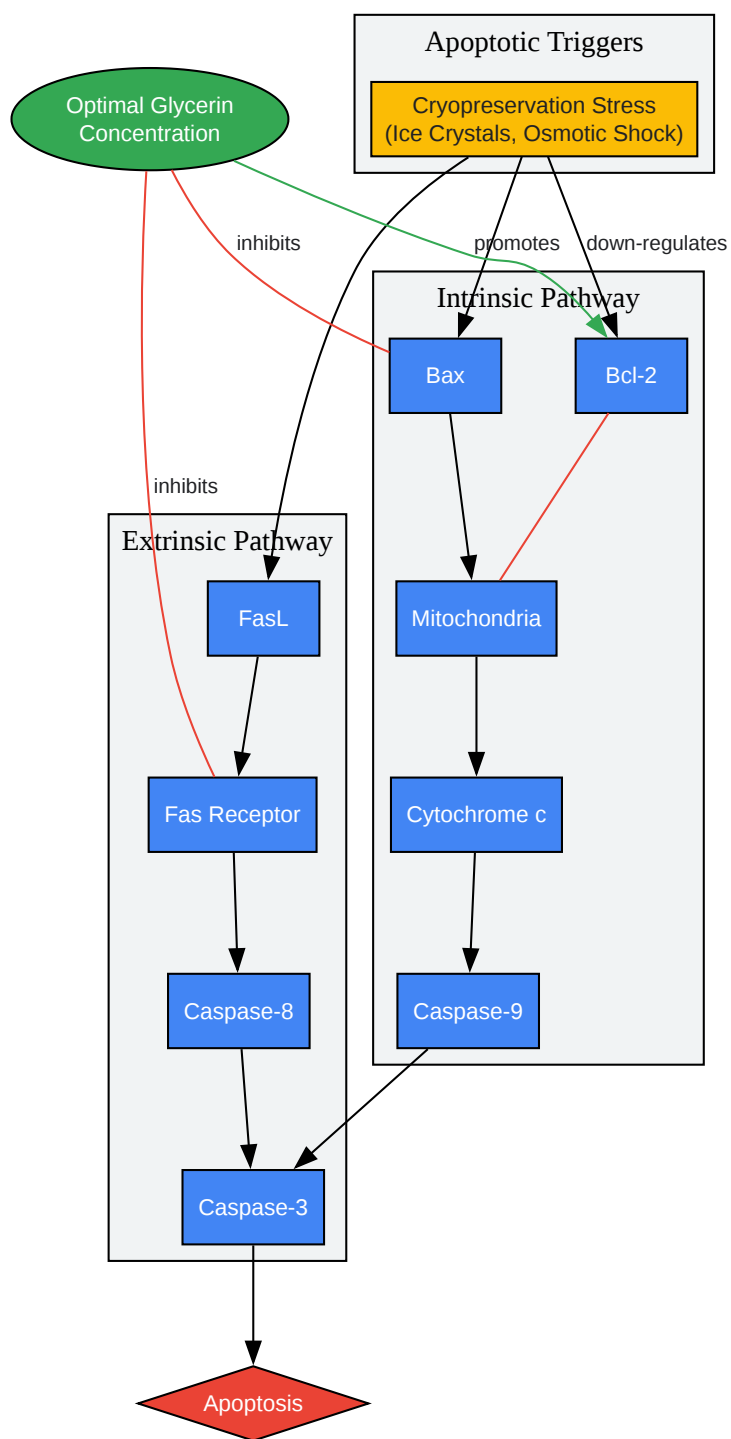 Apoptotic Triggers
Optimal Glycerin
Concentration
Cryopreservation Stress
(Ice Crystals, Osmotic Shock)
inhibits
promotes
down-regulates
Intrinsic Pathway
Bax
Bcl-2
inhibits
Extrinsic Pathway
FasL
Mitochondria
Fas Receptor
Cytochrome c
Caspase-8
Caspase-9
Caspase-3
Apoptosis